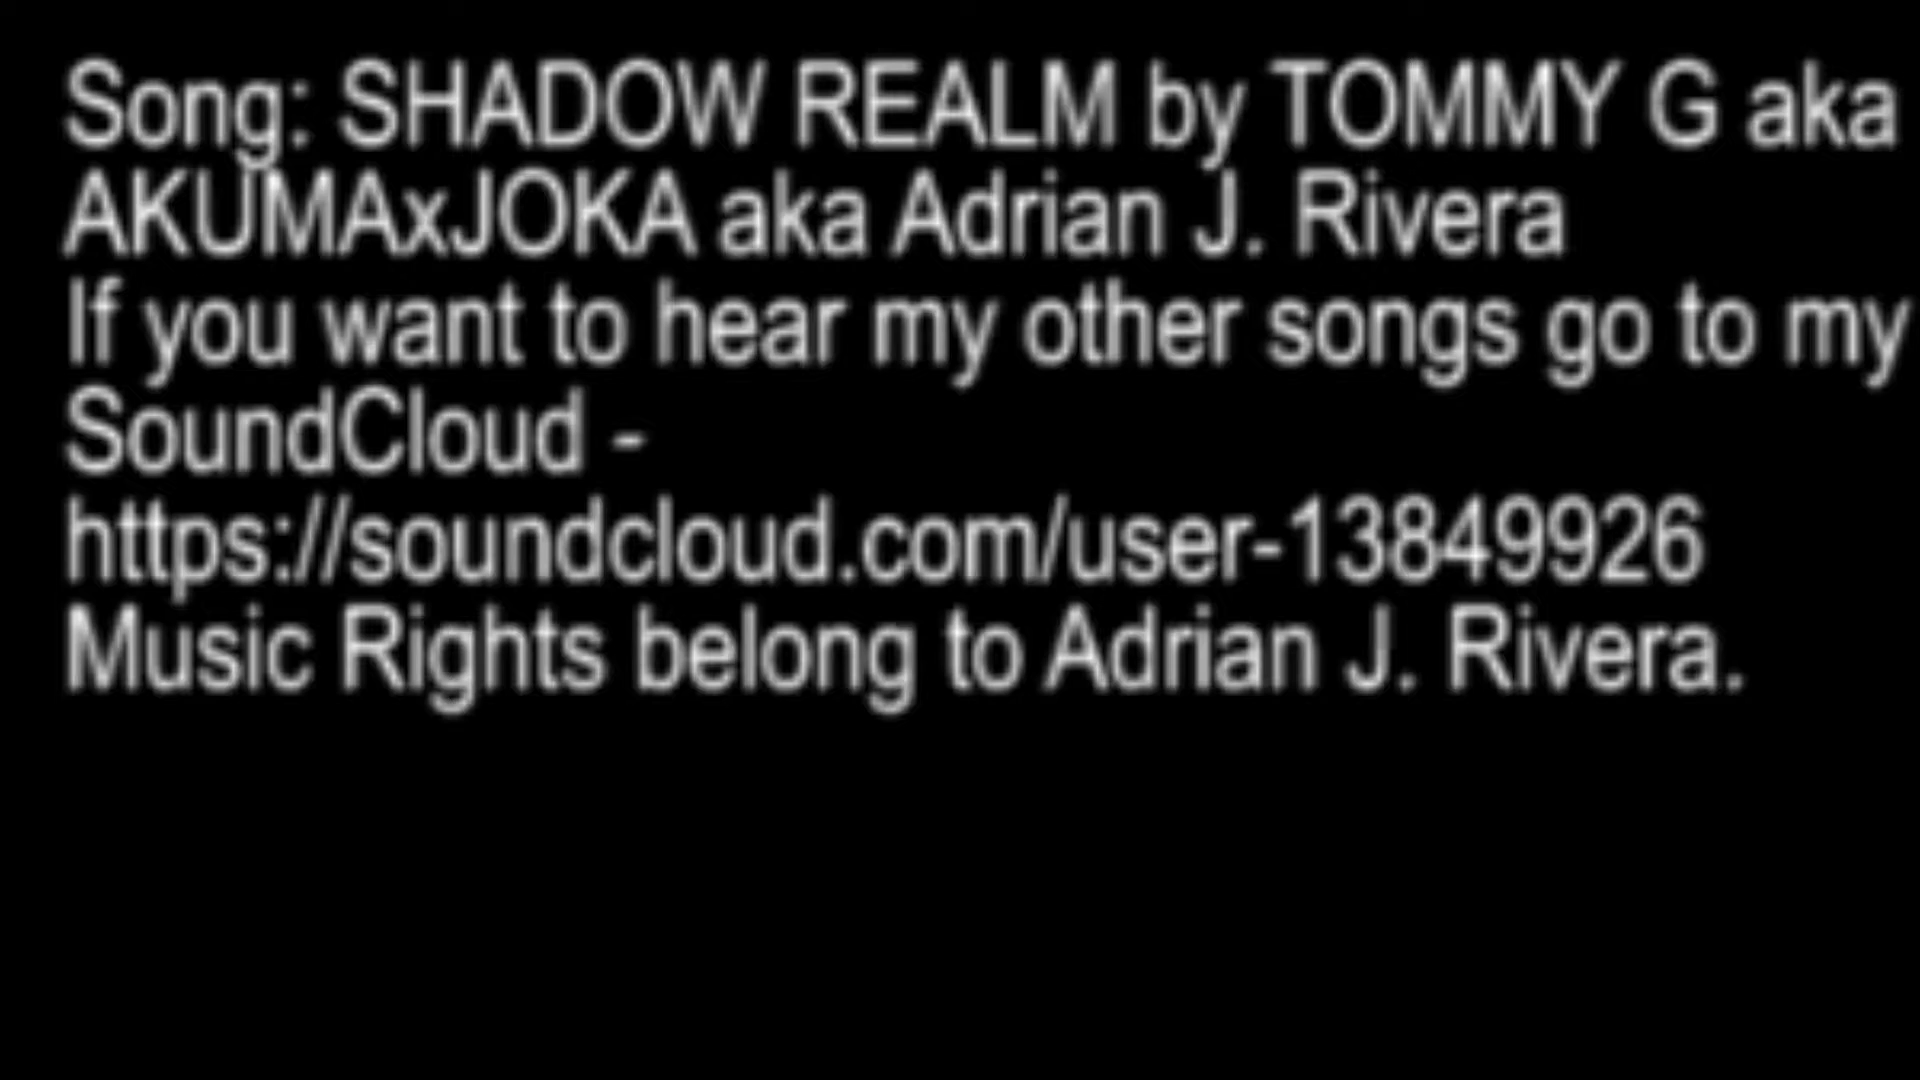 Song: SHADOW REALM by TOMMY G aka
AKUMAxJOKA aka Adrian J. Rivera
If you want to hear my other songs go to my
SoundCloud -
https://soundcloud.com/user-13849926
Music Rights belong to Adrian J. Rivera.